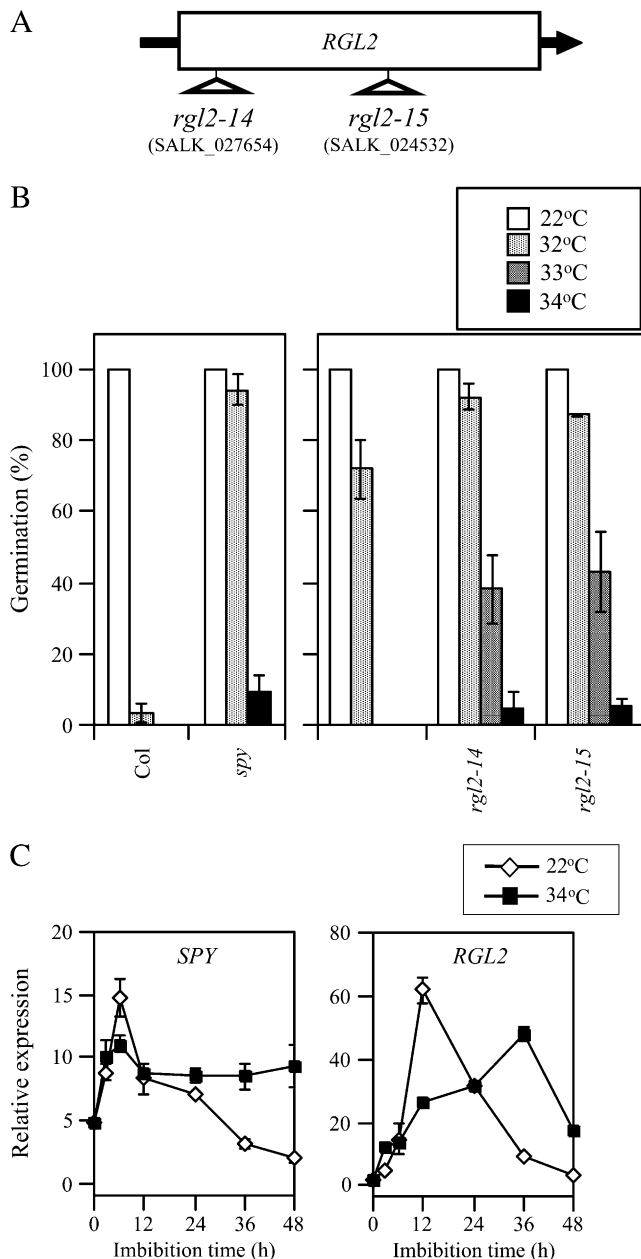 A
RGL2
rgl2-14
(SALK_027654)
rgl2-15
(SALK_024532)
B
22°C
32°C
33°C
34°C
Germination (%)
100
80
60
40
20
0
Col
spy
rgl2-14
rgl2-15
C
22°C
34°C
Relative expression
20
15
10
5
0
SPY
0 12 24 36 48
Imbibition time (h)
80
60
40
20
0
RGL2
0 12 24 36 48
Imbibition time (h)